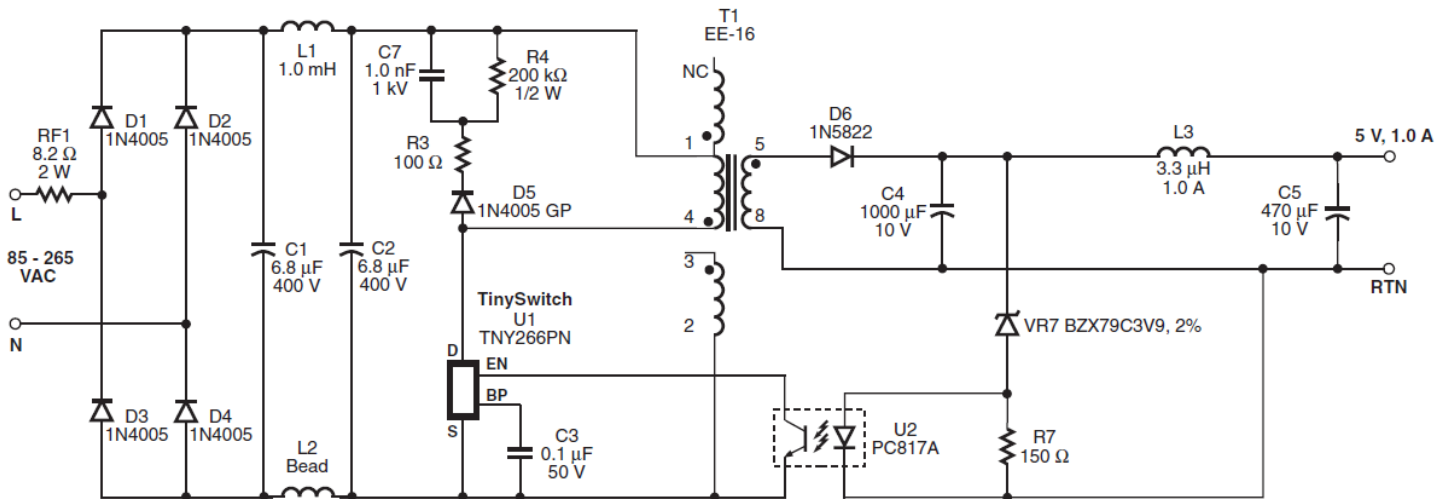 T1
EE-16
L1
1.0 mH
C7
1.0 nF
1 kV
R4
200 kΩ
1/2 W
NC
RF1
8.2 Ω
2 W
D1
1N4005
D2
1N4005
R3
100 Ω
1
5
D6
1N5822
L3
3.3 µH
1.0 A
5 V, 1.0 A
L
D5
1N4005 GP
4
8
C4
1000 µF
10 V
C5
470 µF
10 V
85 - 265
VAC
C1
6.8 µF
400 V
C2
6.8 µF
400 V
3
RTN
N
TinySwitch
U1
TNY266PN
2
VR7 BZX79C3V9, 2%
D
EN
BP
S
D3
1N4005
D4
1N4005
L2
Bead
C3
0.1 µF
50 V
U2
PC817A
R7
150 Ω